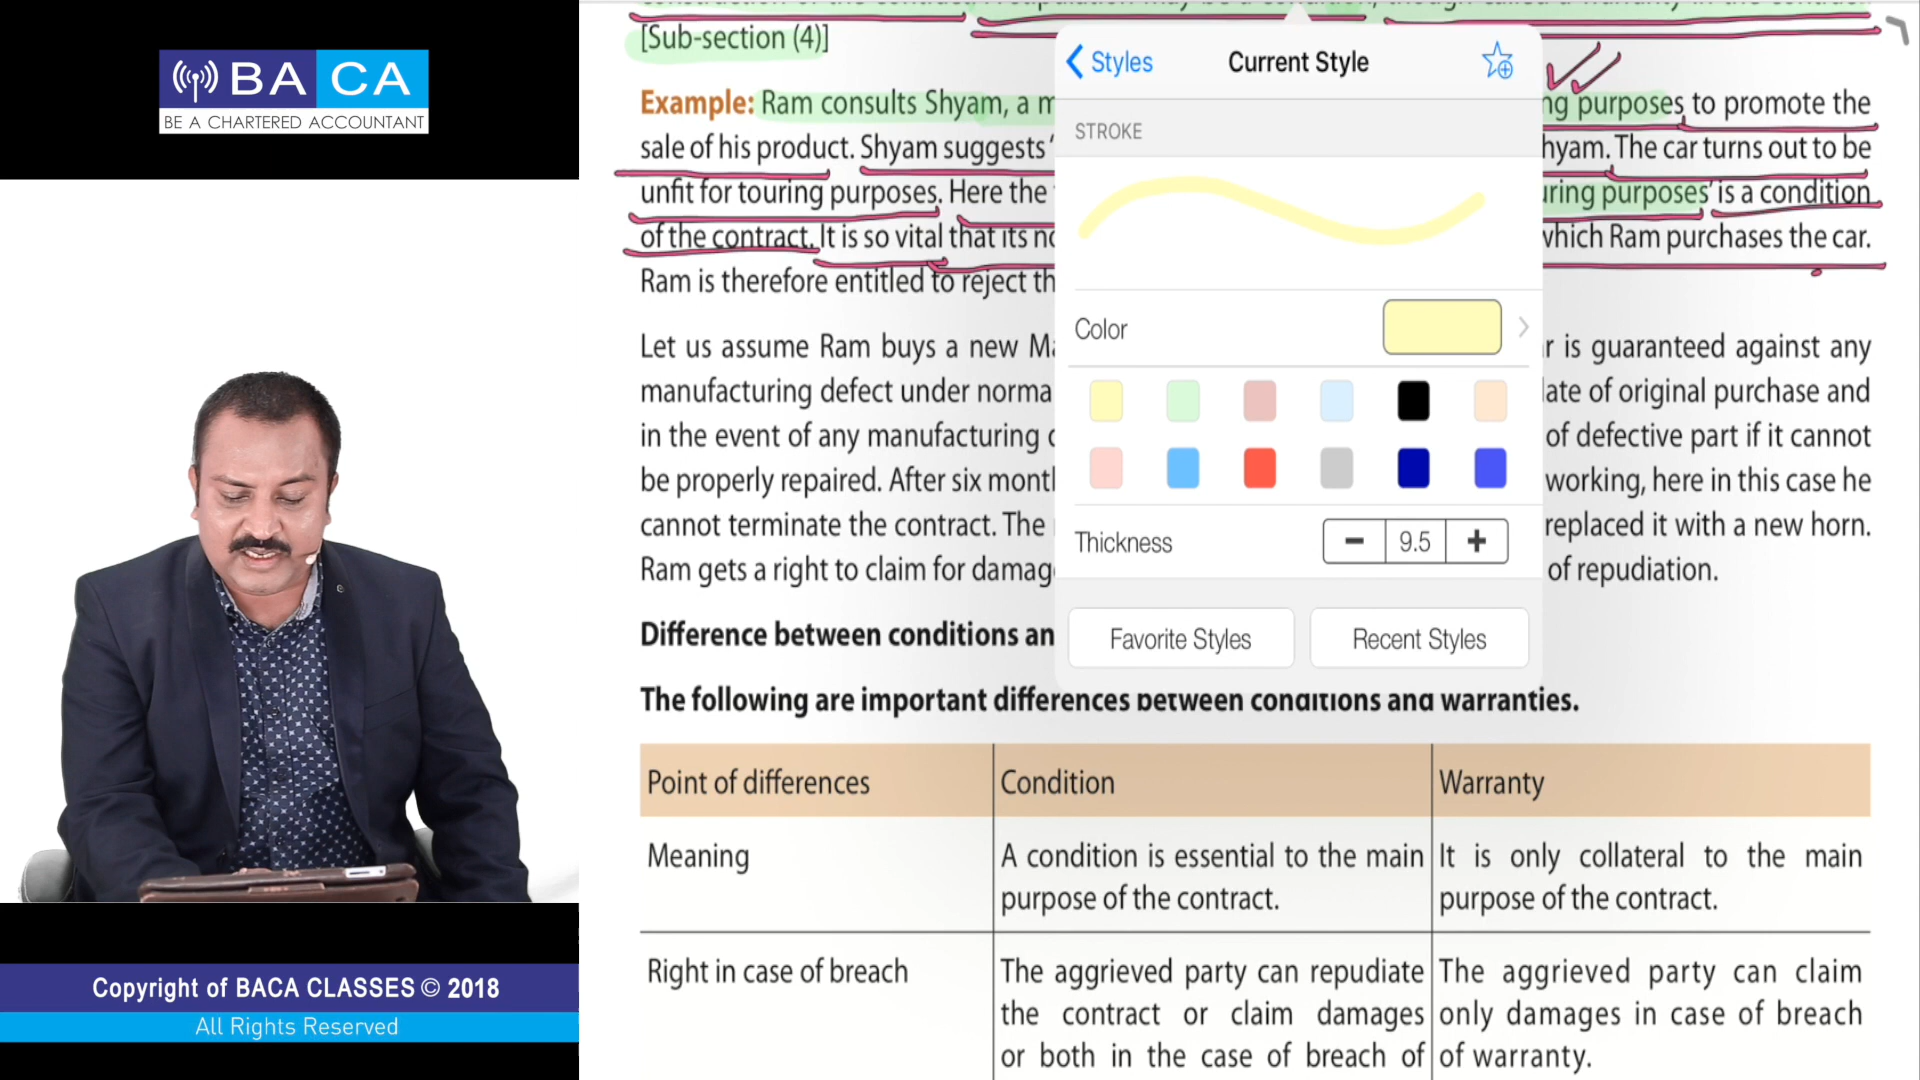 BA CA
BE A CHARTERED ACCOUNTANT
Copyright of BACA CLASSES © 2018
All Rights Reserved
[Sub-section (4)]
Example: Ram consults Shyam, a m
ng purposes to promote the
sale of his product. Shyam suggests '
hyam. The car turns out to be
unfit for touring purposes. Here the
uring purposes' is a condition
of the contract. It is so vital that its no
which Ram purchases the car.
Ram is therefore entitled to reject th
Let us assume Ram buys a new Ma
r is guaranteed against any
manufacturing defect under norma
ate of original purchase and
in the event of any manufacturing
of defective part if it cannot
be properly repaired. After six mont
working, here in this case he
cannot terminate the contract. The
replaced it with a new horn.
Ram gets a right to claim for damag
of repudiation.
Styles
Current Style
STROKE
Color
Thickness
− 9.5 +
Favorite Styles
Recent Styles
Difference between conditions an
The following are important differences between conditions and warranties.
Point of differences
Condition
Warranty
Meaning
A condition is essential to the main
purpose of the contract.
It is only collateral to the main
purpose of the contract.
Right in case of breach
The aggrieved party can repudiate
the contract or claim damages
or both in the case of breach of
The aggrieved party can claim
only damages in case of breach
of warranty.